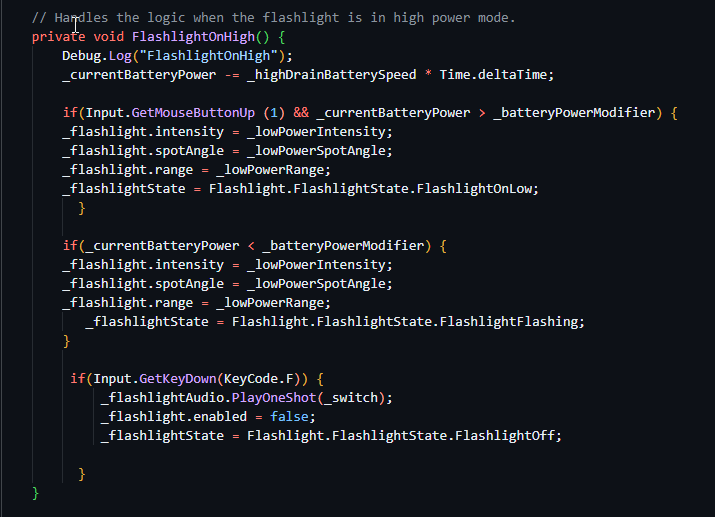 // Handles the logic when the flashlight is in high power mode.
private void FlashlightOnHigh() {
Debug.Log("FlashlightOnHigh");
_currentBatteryPower -= _highDrainBatterySpeed * Time.deltaTime;
if(Input.GetMouseButtonUp (1) && _currentBatteryPower > _batteryPowerModifier) {
_flashlight.intensity = _lowPowerIntensity;
_flashlight.spotAngle = _lowPowerSpotAngle;
_flashlight.range = _lowPowerRange;
_flashlightState = Flashlight.FlashlightState.FlashlightOnLow;
}
if(_currentBatteryPower < _batteryPowerModifier) {
_flashlight.intensity = _lowPowerIntensity;
_flashlight.spotAngle = _lowPowerSpotAngle;
_flashlight.range = _lowPowerRange;
_flashlightState = Flashlight.FlashlightState.FlashlightFlashing;
}
if(Input.GetKeyDown(KeyCode.F)) {
_flashlightAudio.PlayOneShot(_switch);
_flashlight.enabled = false;
_flashlightState = Flashlight.FlashlightState.FlashlightOff;
}
}